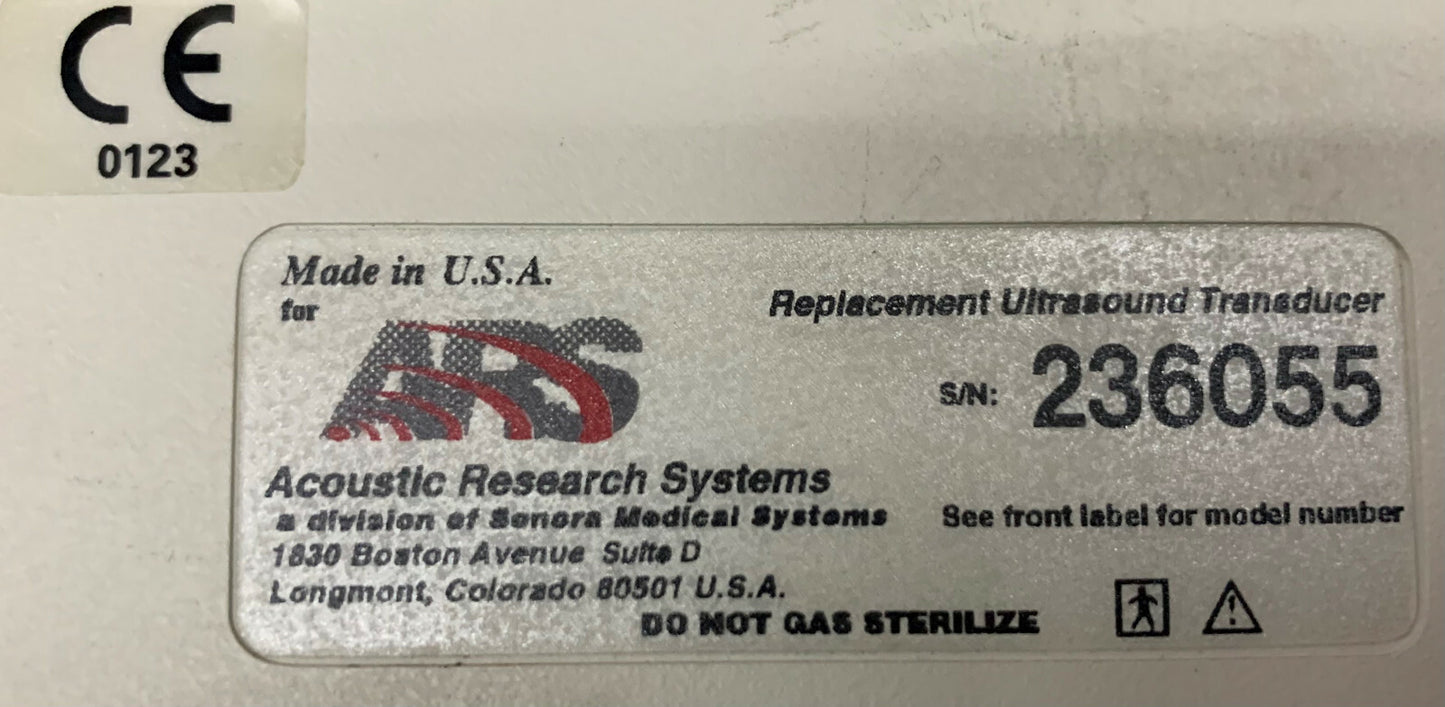 CE
0123
Made in U.S.A.
for
ARS
Replacement Ultrasound Transducer
S/N: 236055
Acoustic Research Systems
a division of Sonora Medical Systems
See front label for model number
1830 Boston Avenue Suite D
Longmont, Colorado 80501 U.S.A.
DO NOT GAS STERILIZE